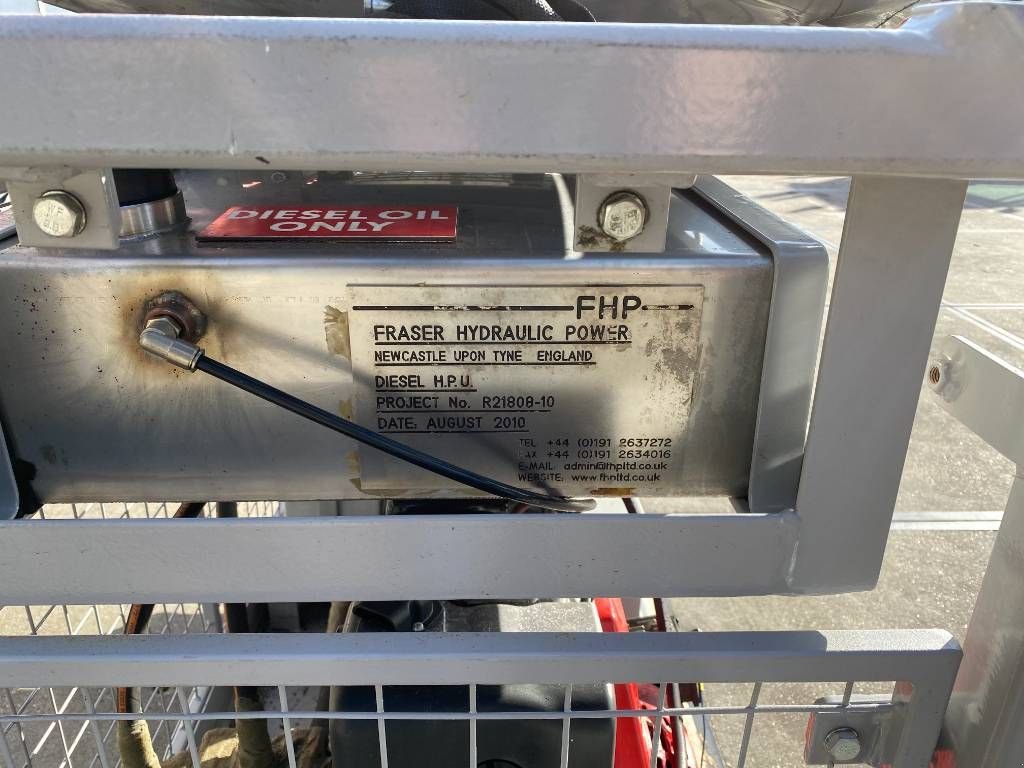 DIESEL OIL
ONLY
FHP
FRASER HYDRAULIC POWER
NEWCASTLE UPON TYNE ENGLAND
DIESEL H.P.U.
PROJECT No. R21808-10
DATE: AUGUST 2010
TEL +44 (0)191 2637272
FAX +44 (0)191 2634016
E-MAIL: admin@fhpltd.co.uk
WEBSITE: www.fhpltd.co.uk